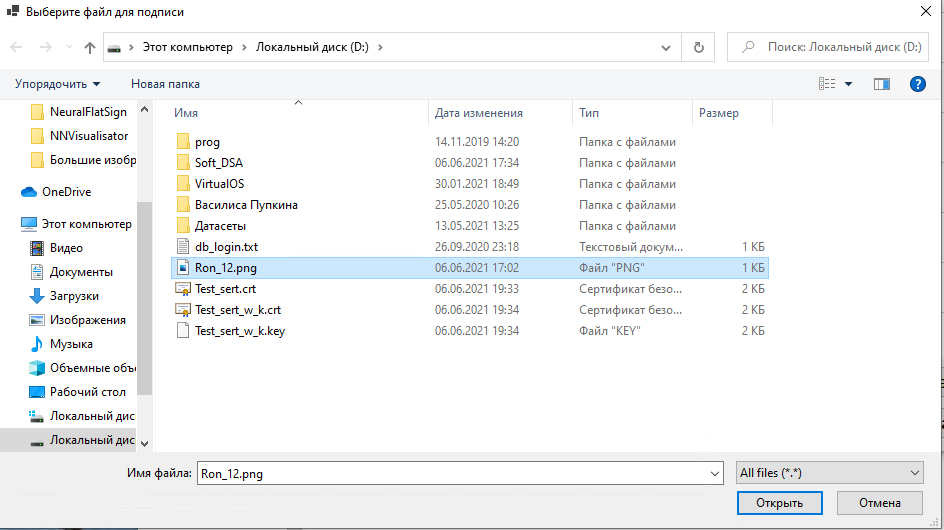 Выберите файл для подписи
Этот компьютер
Локальный диск (D:)
Поиск: Локальный диск (D:)
Упорядочить
Новая папка
NeuralFlatSign
NNVisualisator
Большие изобр
OneDrive
Этот компьютер
Видео
Документы
Загрузки
Изображения
Музыка
Объемные объ
Рабочий стол
Локальный дис
Локальный дис
Имя Дата изменения Тип Размер
prog 14.11.2019 14:20 Папка с файлами
Soft_DSA 06.06.2021 17:34 Папка с файлами
VirtualOS 30.01.2021 18:49 Папка с файлами
Василиса Пупкина 25.05.2020 10:26 Папка с файлами
Датасеты 13.05.2021 13:25 Папка с файлами
db_login.txt 26.09.2020 23:18 Текстовый докум... 1 КБ
Ron_12.png 06.06.2021 17:02 Файл "PNG" 1 КБ
Test_sert.crt 06.06.2021 19:33 Сертификат безо... 2 КБ
Test_sert_w_k.crt 06.06.2021 19:34 Сертификат безо... 2 КБ
Test_sert_w_k.key 06.06.2021 19:34 Файл "KEY" 2 КБ
Имя файла: Ron_12.png All files (*.*)
Открыть Отмена